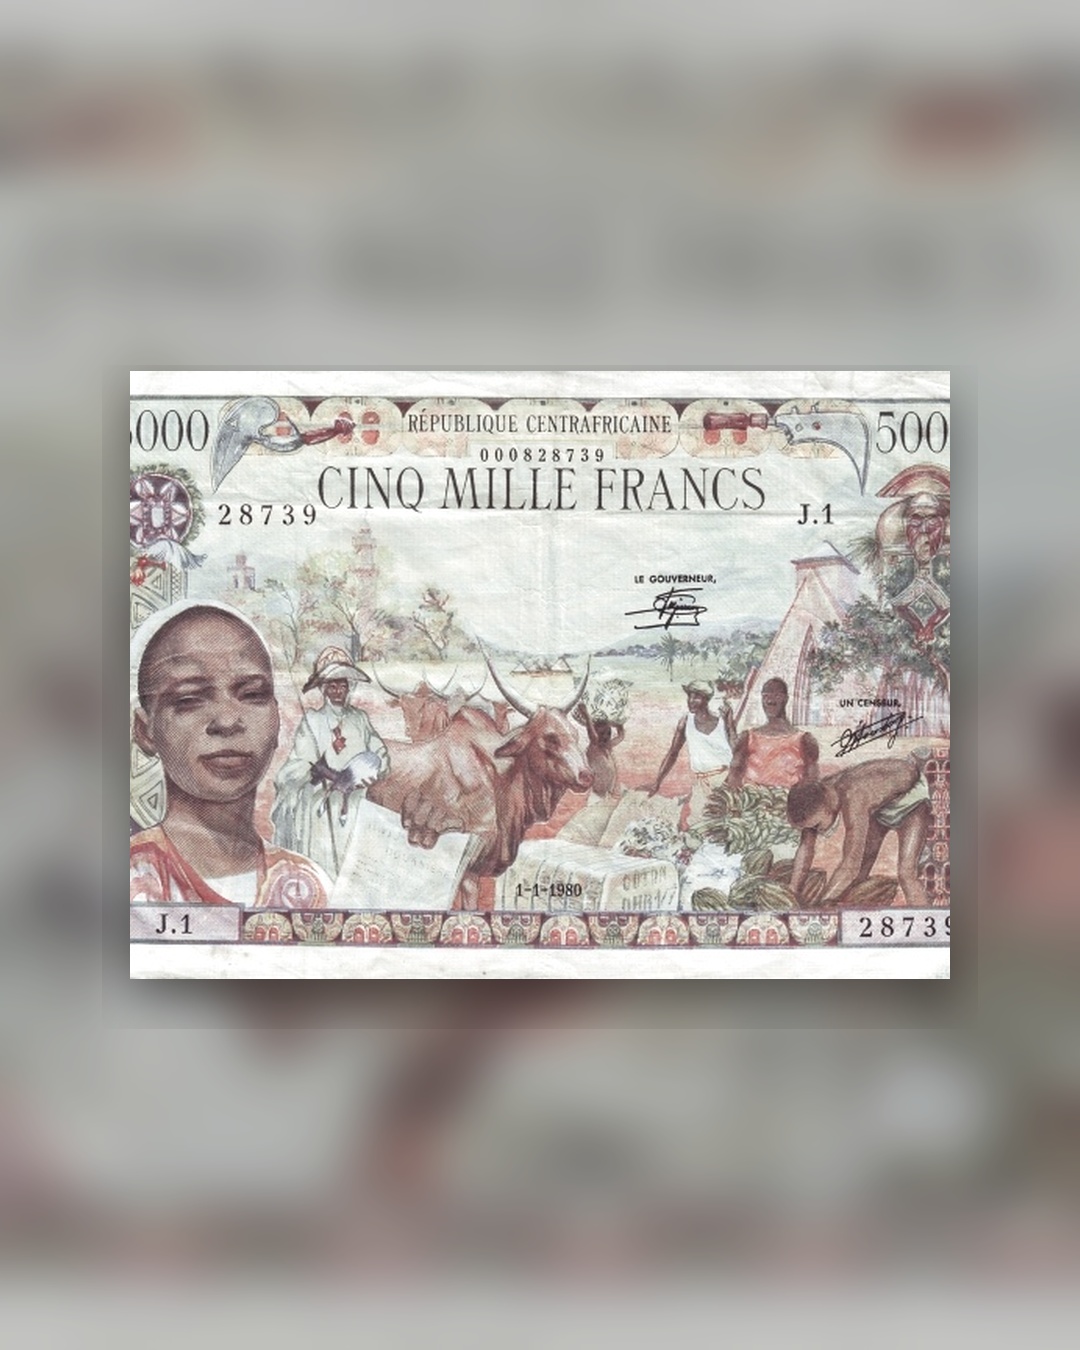 5000
RÉPUBLIQUE CENTRAFRICAINE
500
000828739
CINQ MILLE FRANCS
28739
J.1
LE GOUVERNEUR,
UN CENSEUR,
COTON
1-1-1980
J.1
28739